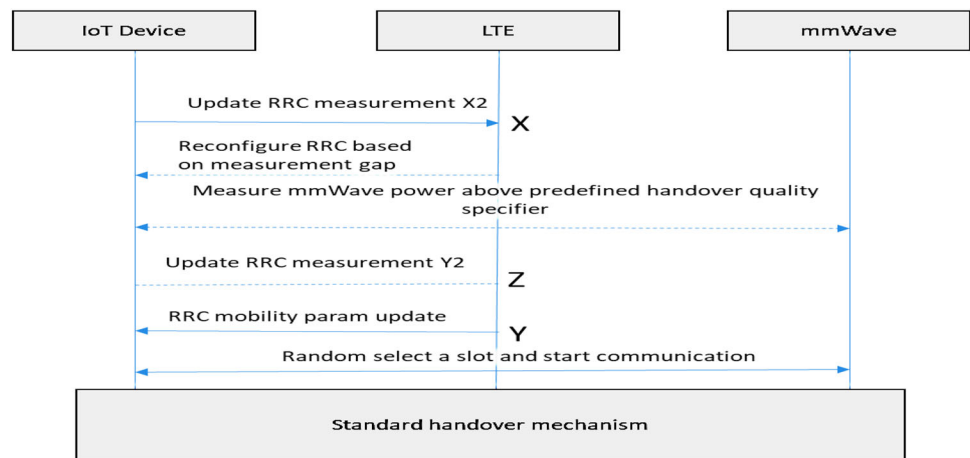 IoT Device
LTE
mmWave
Update RRC measurement X2
X
Reconfigure RRC based
on measurement gap
Measure mmWave power above predefined handover quality
specifier
Update RRC measurement Y2
Z
RRC mobility param update
Y
Random select a slot and start communication
Standard handover mechanism